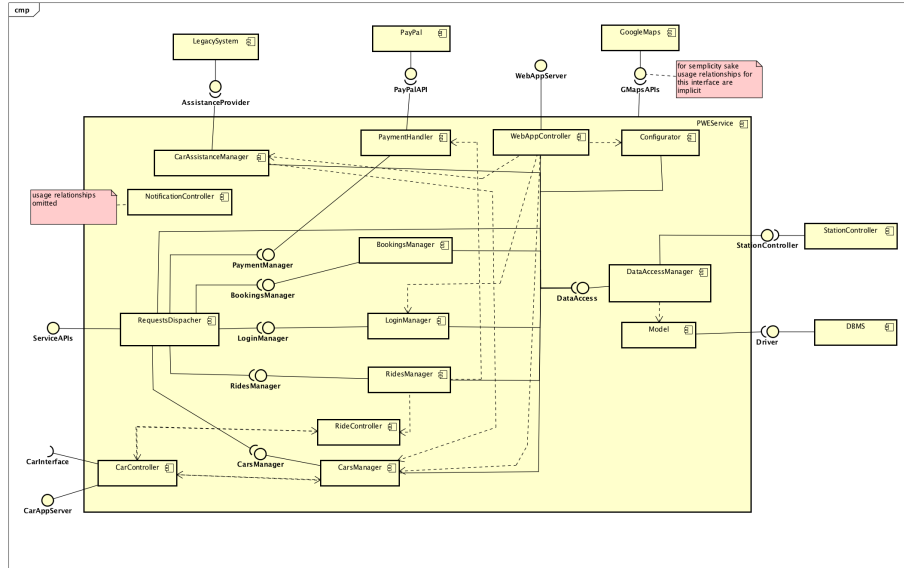 cmp
LegacySystem
PayPal
GoogleMaps
WebAppServer
AssistanceProvider
PayPalAPI
GMapsAPIs
for semplicity sake
usage relationships for
this interface are
implicit
PWEService
CarAssistanceManager
PaymentHandler
WebAppController
Configurator
usage relationships
omitted
NotificationController
StationController
StationController
BookingsManager
PaymentManager
DataAccessManager
BookingsManager
DataAccess
RequestsDispacher
ServiceAPIs
LoginManager
LoginManager
Model
Driver
DBMS
RidesManager
RidesManager
RideController
CarInterface
CarController
CarsManager
CarsManager
CarAppServer